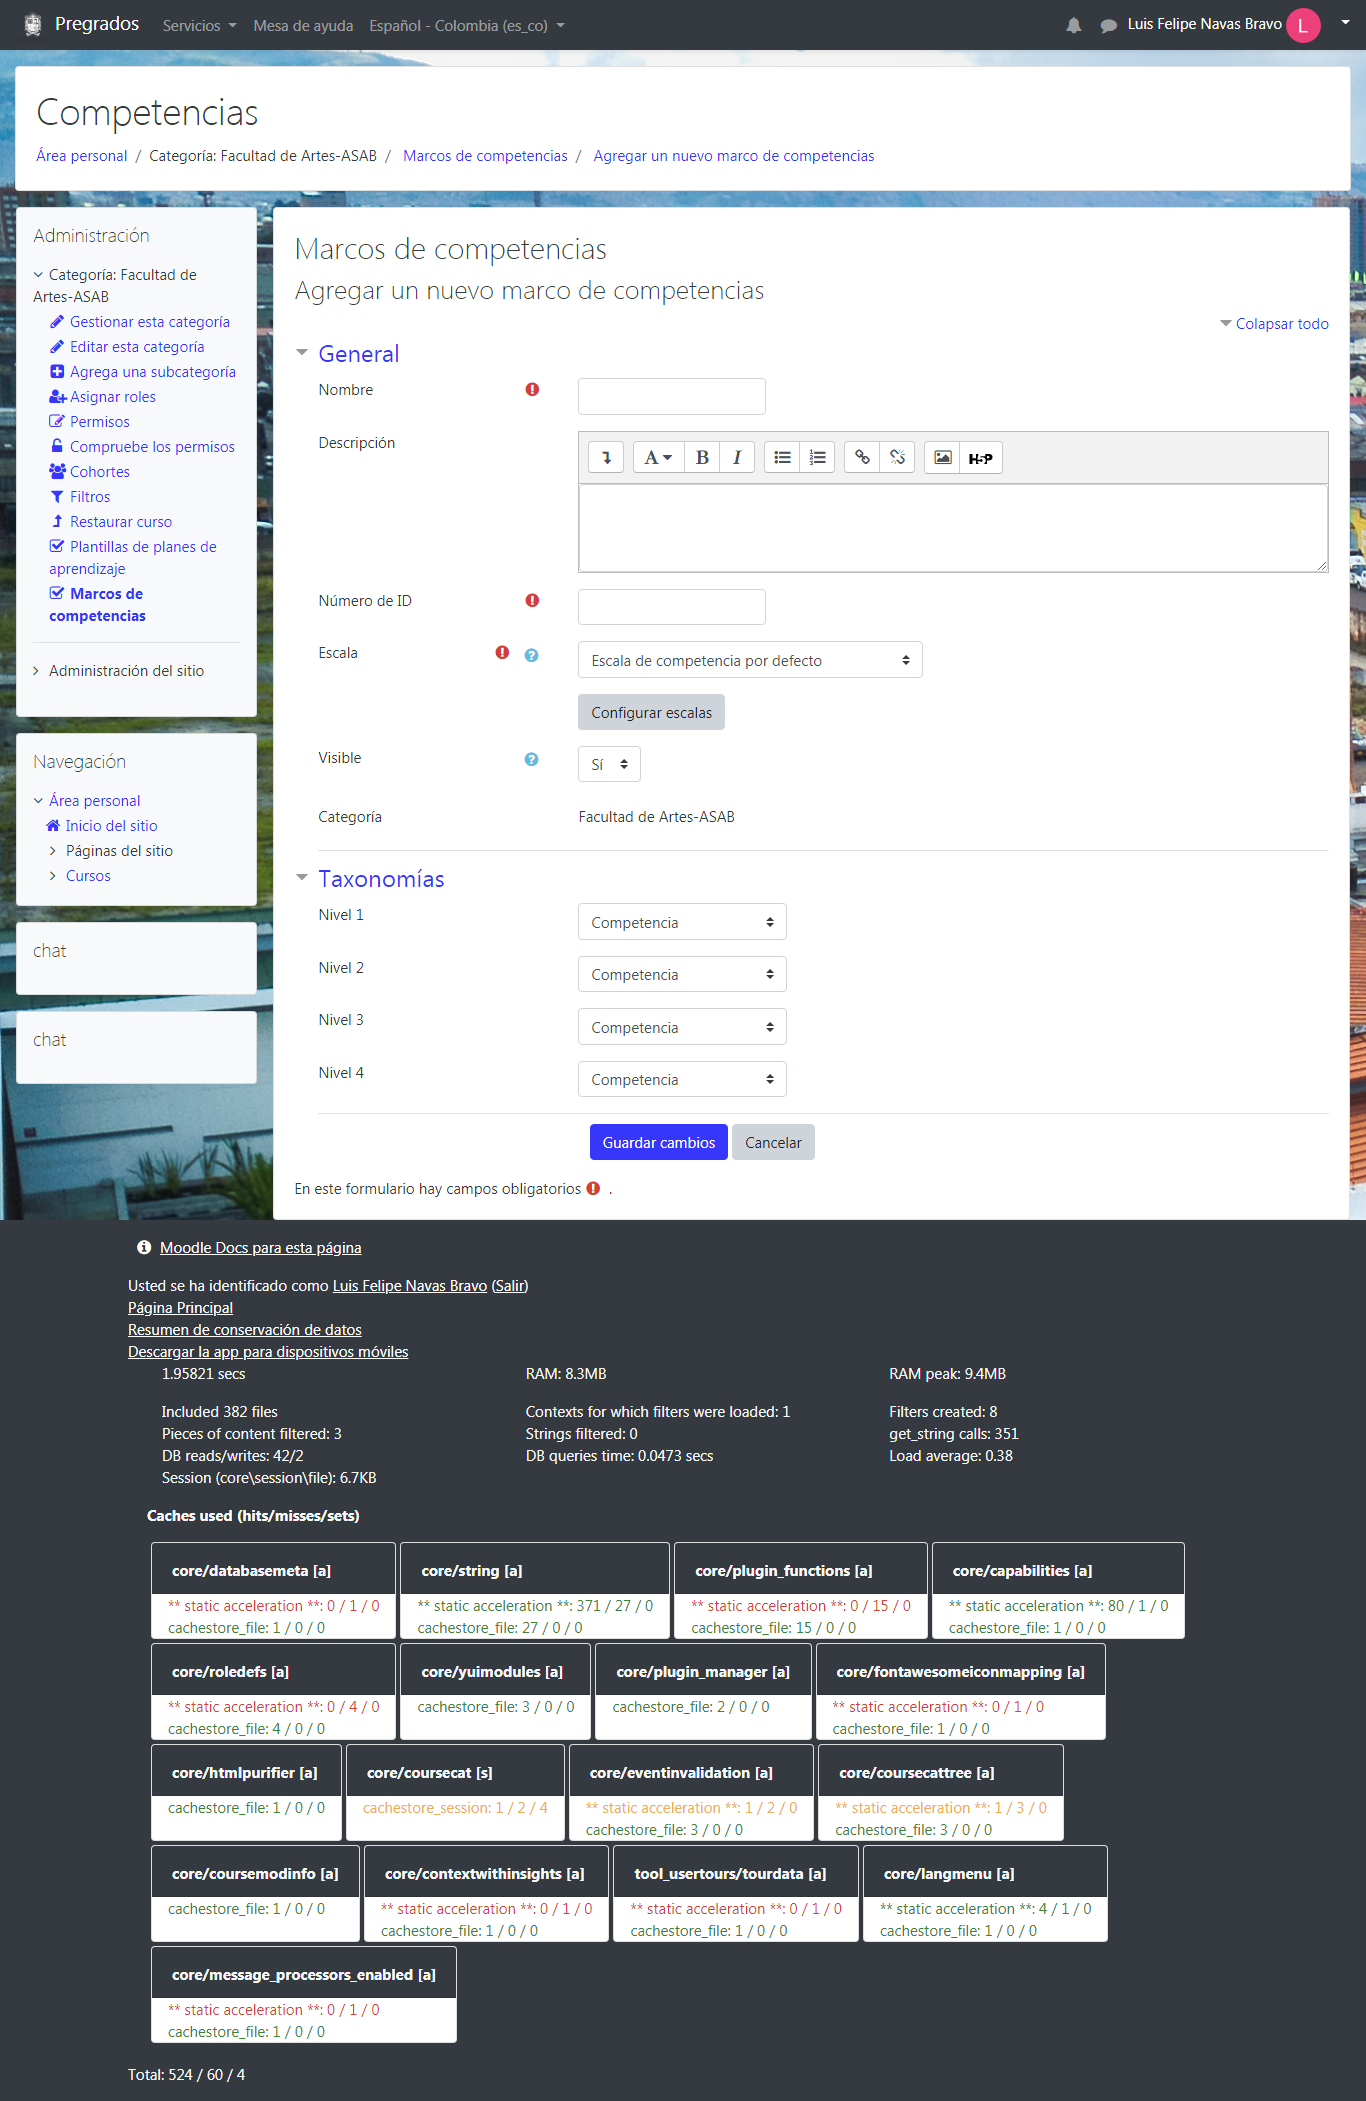 Pregrados Servicios Mesa de ayuda Español - Colombia (es_co) Luis Felipe Navas Bravo L
Competencias
Área personal / Categoría: Facultad de Artes-ASAB / Marcos de competencias / Agregar un nuevo marco de competencias
Administración
Categoría: Facultad de
Artes-ASAB
Gestionar esta categoría
Editar esta categoría
Agrega una subcategoría
Asignar roles
Permisos
Compruebe los permisos
Cohortes
Filtros
Restaurar curso
Plantillas de planes de
aprendizaje
Marcos de
competencias
Administración del sitio
Navegación
Área personal
Inicio del sitio
Páginas del sitio
Cursos
chat
chat
Marcos de competencias
Agregar un nuevo marco de competencias
Colapsar todo
General
Nombre
Descripción
A B I H5P
Número de ID
Escala
Escala de competencia por defecto
Configurar escalas
Visible
Sí
Categoría Facultad de Artes-ASAB
Taxonomías
Nivel 1 Competencia
Nivel 2 Competencia
Nivel 3 Competencia
Nivel 4 Competencia
Guardar cambios Cancelar
En este formulario hay campos obligatorios .
Moodle Docs para esta página
Usted se ha identificado como Luis Felipe Navas Bravo (Salir)
Página Principal
Resumen de conservación de datos
Descargar la app para dispositivos móviles
1.95821 secs RAM: 8.3MB RAM peak: 9.4MB
Included 382 files Contexts for which filters were loaded: 1 Filters created: 8
Pieces of content filtered: 3 Strings filtered: 0 get_string calls: 351
DB reads/writes: 42/2 DB queries time: 0.0473 secs Load average: 0.38
Session (core\session\file): 6.7KB
Caches used (hits/misses/sets)
core/databasemeta [a] core/string [a] core/plugin_functions [a] core/capabilities [a]
** static acceleration **: 0 / 1 / 0 ** static acceleration **: 371 / 27 / 0 ** static acceleration **: 0 / 15 / 0 ** static acceleration **: 80 / 1 / 0
cachestore_file: 1 / 0 / 0 cachestore_file: 27 / 0 / 0 cachestore_file: 15 / 0 / 0 cachestore_file: 1 / 0 / 0
core/roledefs [a] core/yuimodules [a] core/plugin_manager [a] core/fontawesomeiconmapping [a]
** static acceleration **: 0 / 4 / 0 cachestore_file: 3 / 0 / 0 cachestore_file: 2 / 0 / 0 ** static acceleration **: 0 / 1 / 0
cachestore_file: 4 / 0 / 0 cachestore_file: 1 / 0 / 0
core/htmlpurifier [a] core/coursecat [s] core/eventinvalidation [a] core/coursecattree [a]
cachestore_file: 1 / 0 / 0 cachestore_session: 1 / 2 / 4 ** static acceleration **: 1 / 2 / 0 ** static acceleration **: 1 / 3 / 0
cachestore_file: 3 / 0 / 0 cachestore_file: 3 / 0 / 0
core/coursemodinfo [a] core/contextwithinsights [a] tool_usertours/tourdata [a] core/langmenu [a]
cachestore_file: 1 / 0 / 0 ** static acceleration **: 0 / 1 / 0 ** static acceleration **: 0 / 1 / 0 ** static acceleration **: 4 / 1 / 0
cachestore_file: 1 / 0 / 0 cachestore_file: 1 / 0 / 0 cachestore_file: 1 / 0 / 0
core/message_processors_enabled [a]
** static acceleration **: 0 / 1 / 0
cachestore_file: 1 / 0 / 0
Total: 524 / 60 / 4